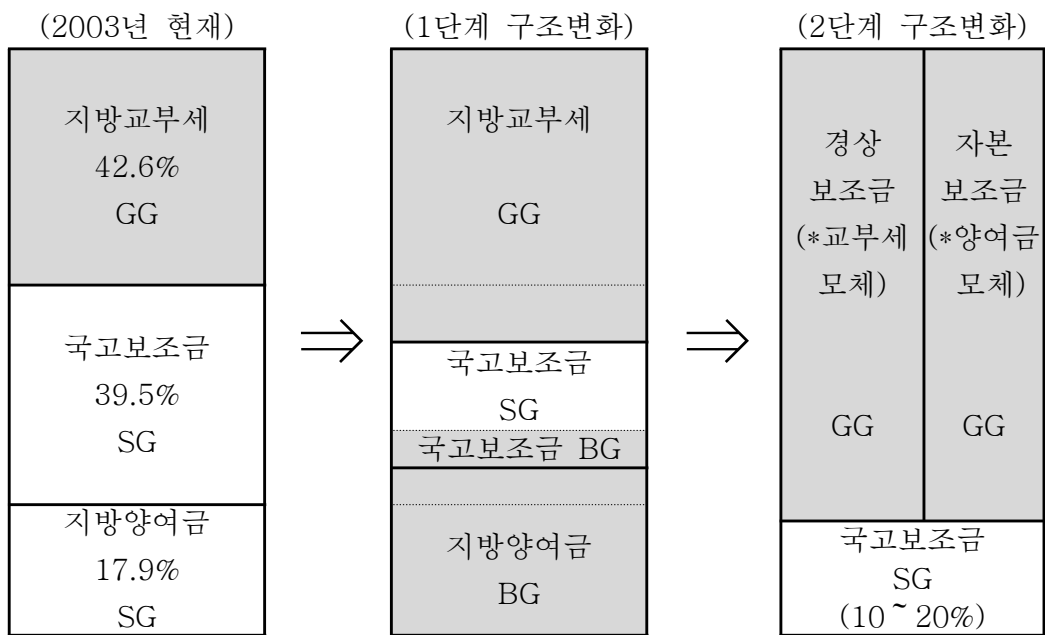 (2003년 현재)
지방교부세
42.6%
GG
국고보조금
39.5%
SG
지방양여금
17.9%
SG
(1단계 구조변화)
지방교부세
GG
국고보조금
SG
국고보조금 BG
지방양여금
BG
(2단계 구조변화)
경상
보조금
(*교부세
모체)
GG
자본
보조금
(*양여금
모체)
GG
국고보조금
SG
(10~20%)